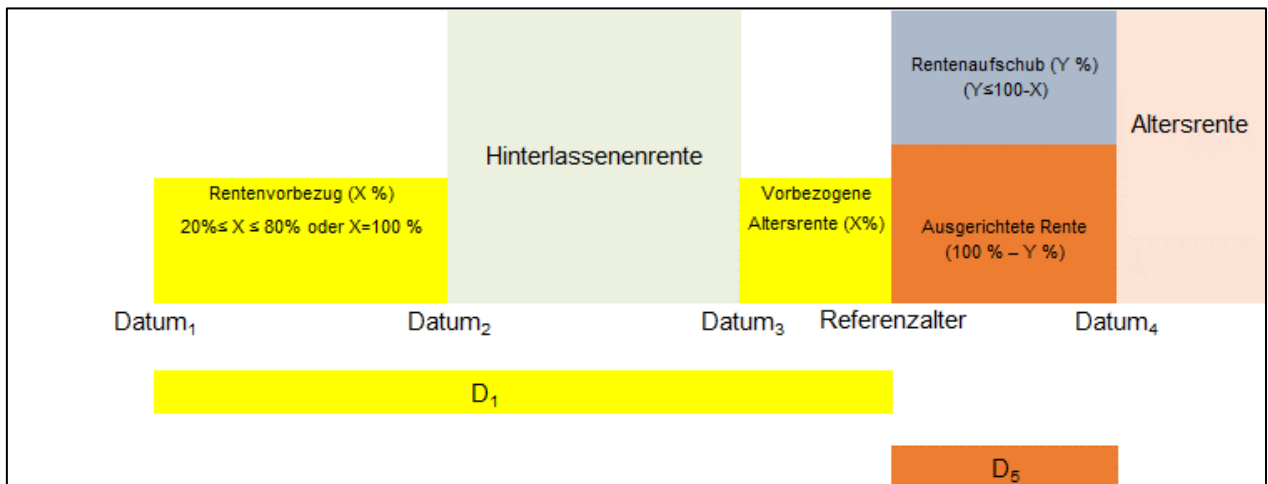 Rentenaufschub (Y %)
(Y≤100-X)
Altersrente
Hinterlassenenrente
Rentenvorbezug (X %)
20%≤ X ≤ 80% oder X=100 %
Vorbezogene
Altersrente (X%)
Ausgerichtete Rente
(100 % – Y %)
Datum₁
Datum₂
Datum₃
Referenzalter
Datum₄
D₁
D₅